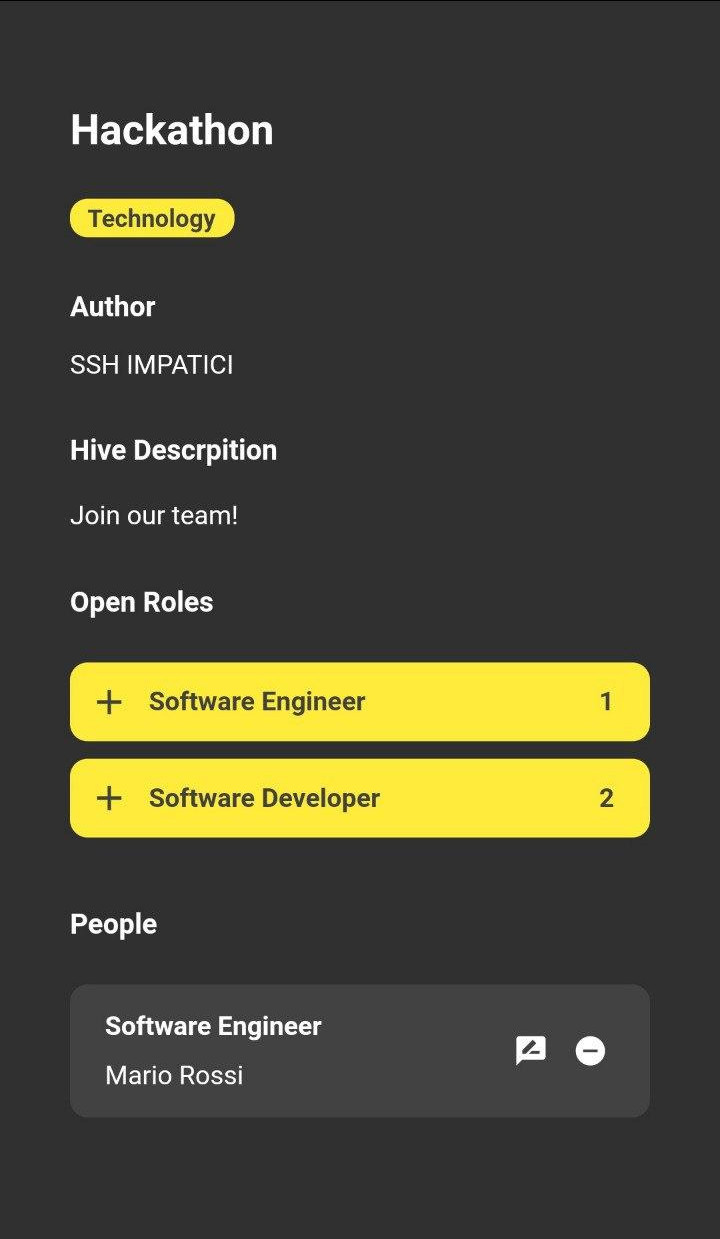 Hackathon
Technology
Author
SSH IMPATICI
Hive Descrpition
Join our team!
Open Roles
Software Engineer 1
Software Developer 2
People
Software Engineer
Mario Rossi